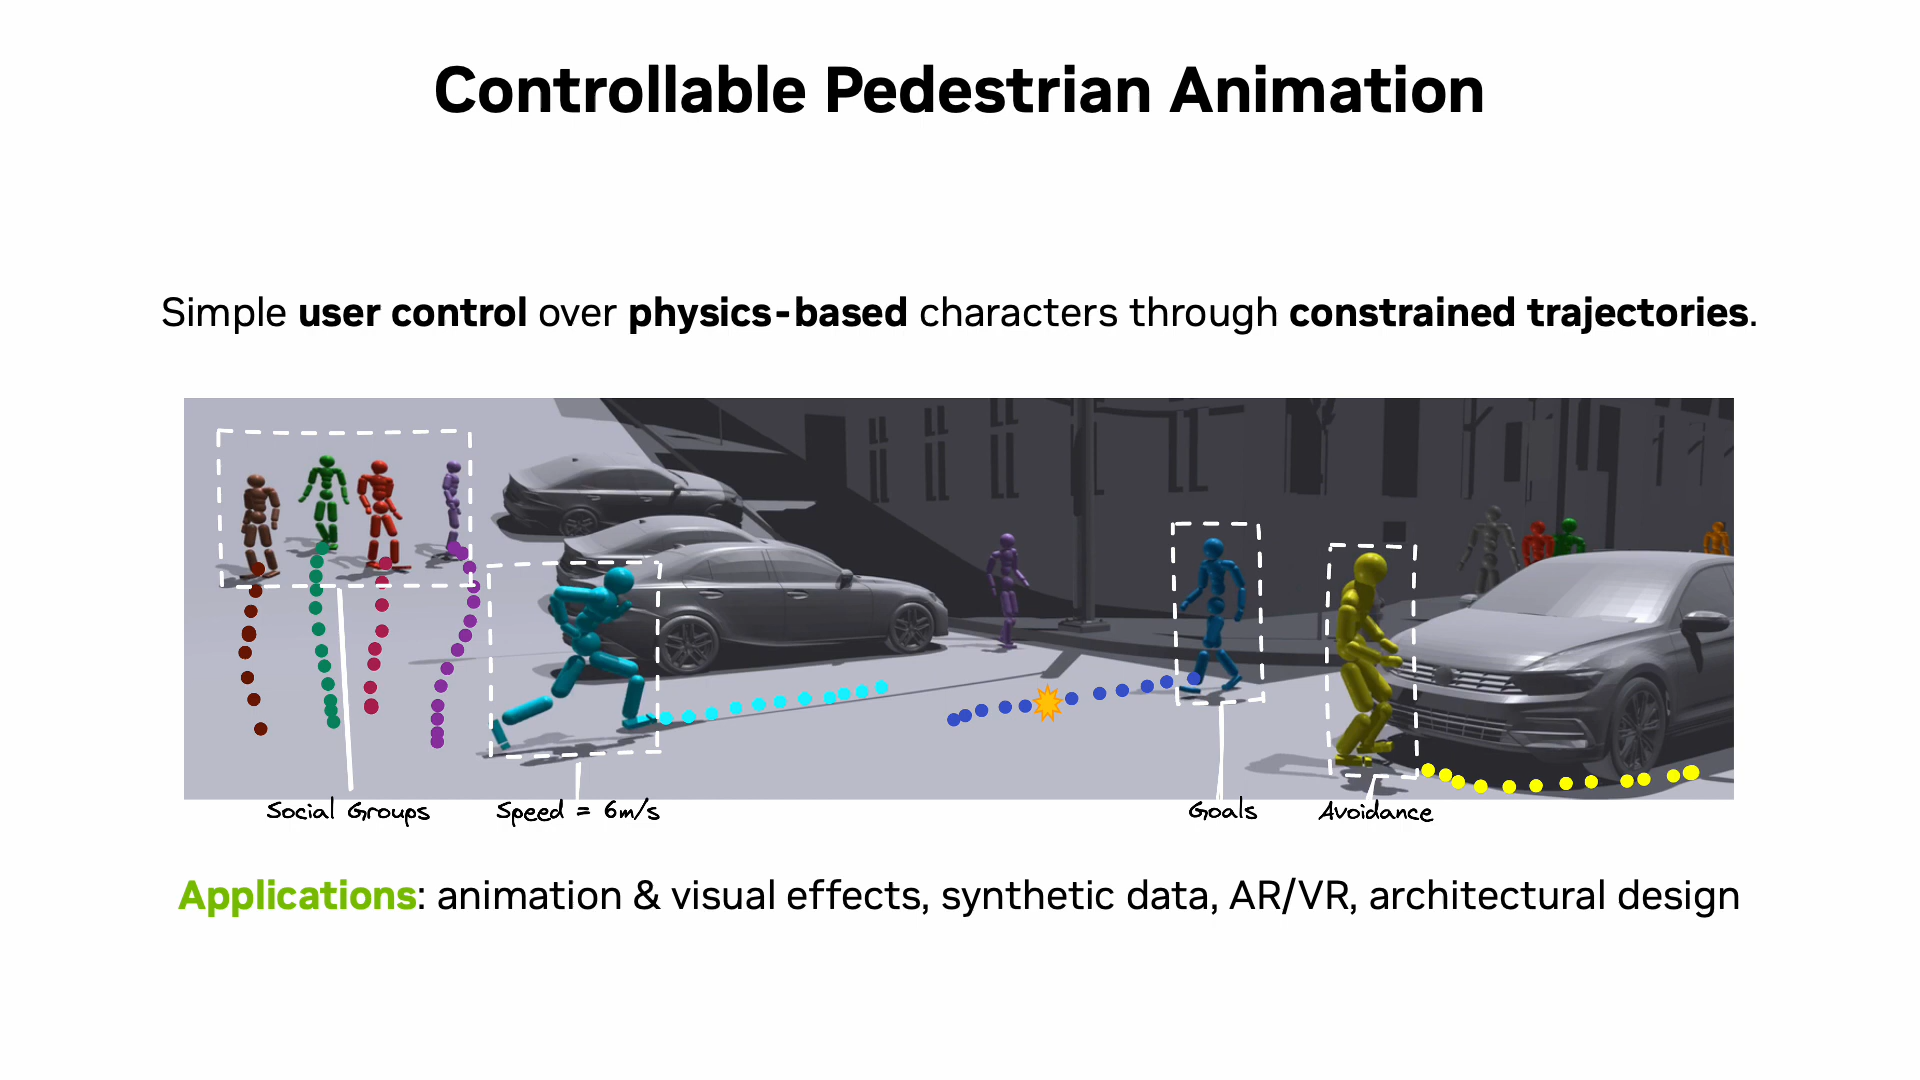 Controllable Pedestrian Animation
Simple user control over physics-based characters through constrained trajectories.
Social Groups
Speed = 6m/s
Goals
Avoidance
Applications: animation & visual effects, synthetic data, AR/VR, architectural design